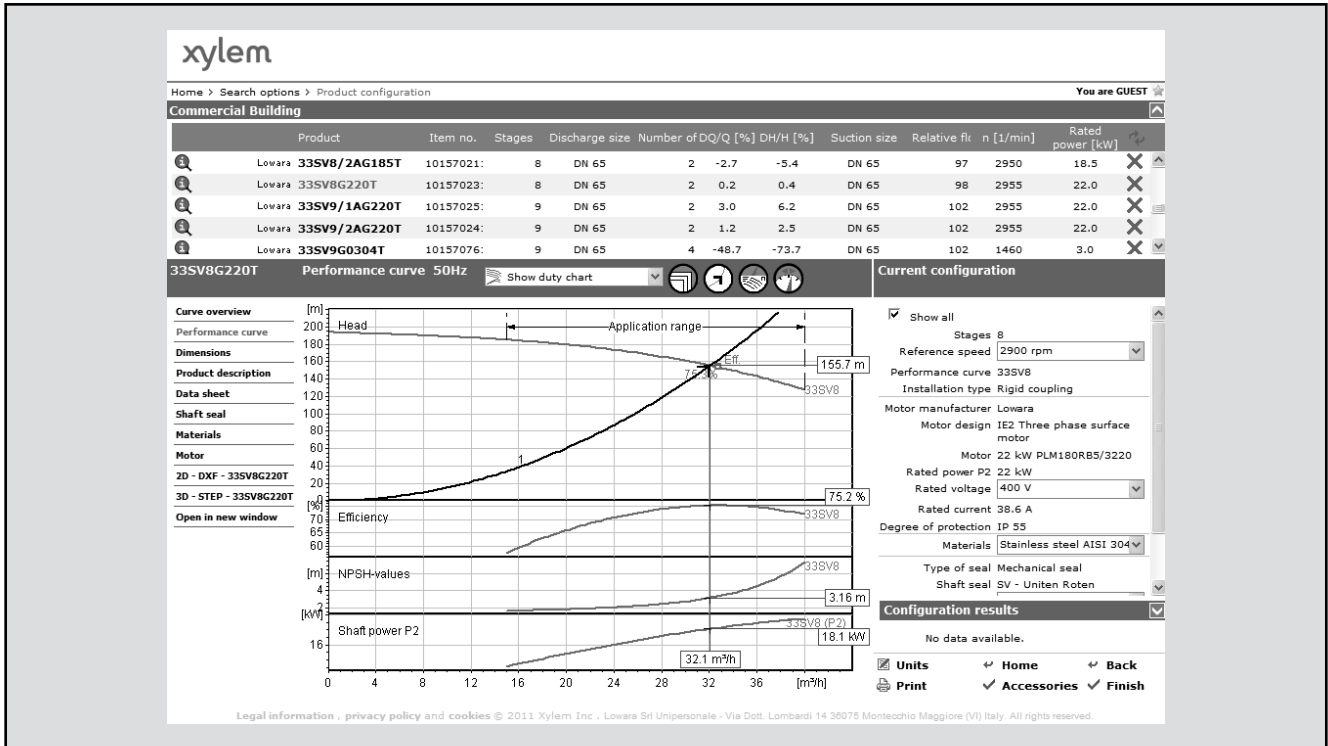 xylem
Home > Search options > Product configuration You are GUEST
Commercial Building
Product Item no. Stages Discharge size Number of DQ/Q [%] DH/H [%] Suction size Relative flo n [1/min] Rated power [kW]
Lowara 33SV8/2AG185T 10157021: 8 DN 65 2 -2.7 -5.4 DN 65 97 2950 18.5
Lowara 33SV8G220T 10157023: 8 DN 65 2 0.2 0.4 DN 65 98 2955 22.0
Lowara 33SV9/1AG220T 10157025: 9 DN 65 2 3.0 6.2 DN 65 102 2955 22.0
Lowara 33SV9/2AG220T 10157024: 9 DN 65 2 1.2 2.5 DN 65 102 2955 22.0
Lowara 33SV9G0304T 10157076: 9 DN 65 4 -48.7 -73.7 DN 65 102 1460 3.0
33SV8G220T Performance curve 50Hz Show duty chart Current configuration
Curve overview
Performance curve
Dimensions
Product description
Data sheet
Shaft seal
Materials
Motor
2D - DXF - 33SV8G220T
3D - STEP - 33SV8G220T
Open in new window
[m]
200
180
160
140
120
100
80
60
40
20
0
Head
Application range
Eff.
75.3%
155.7 m
33SV8
1
75.2 %
[%]
70
65
60
Efficiency
33SV8
[m]
4
2
NPSH-values
33SV8
3.16 m
[kW]
16
Shaft power P2
33SV8 (P2)
18.1 kW
32.1 m³/h
0 4 8 12 16 20 24 28 32 36 [m³/h]
Show all
Stages 8
Reference speed 2900 rpm
Performance curve 33SV8
Installation type Rigid coupling
Motor manufacturer Lowara
Motor design IE2 Three phase surface
motor
Motor 22 kW PLM180RB5/3220
Rated power P2 22 kW
Rated voltage 400 V
Rated current 38.6 A
Degree of protection IP 55
Materials Stainless steel AISI 304
Type of seal Mechanical seal
Shaft seal SV - Uniten Roten
Configuration results
No data available.
Units Home Back
Print Accessories Finish
Legal information , privacy policy and cookies © 2011 Xylem Inc . Lowara Srl Unipersonale - Via Dott. Lombardi 14 36075 Montecchio Maggiore (VI) Italy. All rights reserved.